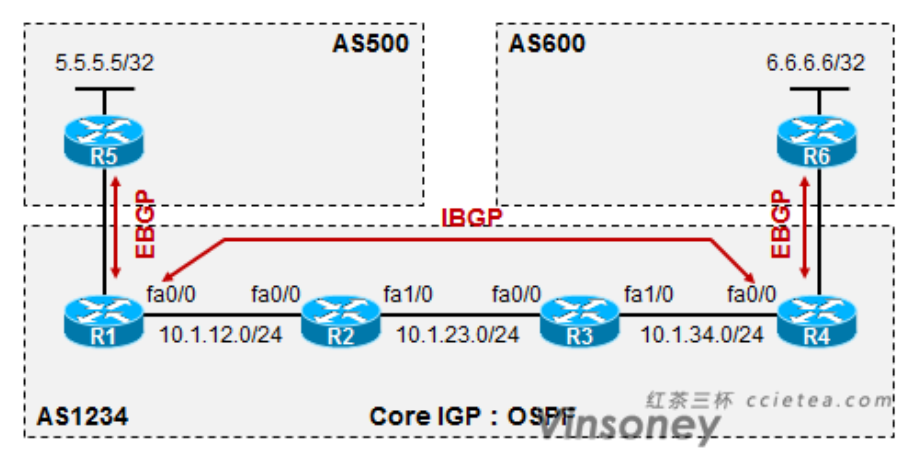 AS500
AS600
5.5.5.5/32
6.6.6.6/32
R5
R6
EBGP
IBGP
EBGP
fa0/0
fa0/0
fa1/0
fa0/0
fa1/0
fa0/0
R1
10.1.12.0/24
R2
10.1.23.0/24
R3
10.1.34.0/24
R4
红茶三杯 ccietea.com
AS1234
Core IGP：OSPF
Vinsoney